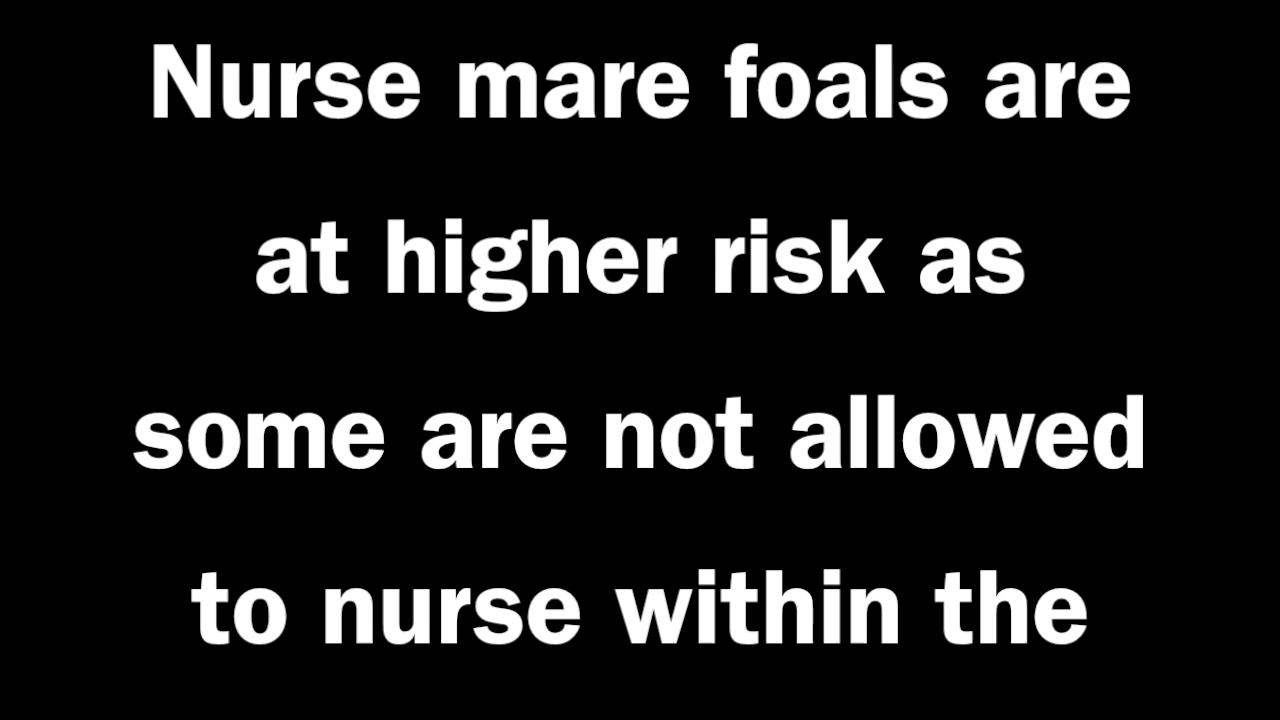 Nurse mare foals are
at higher risk as
some are not allowed
to nurse within the